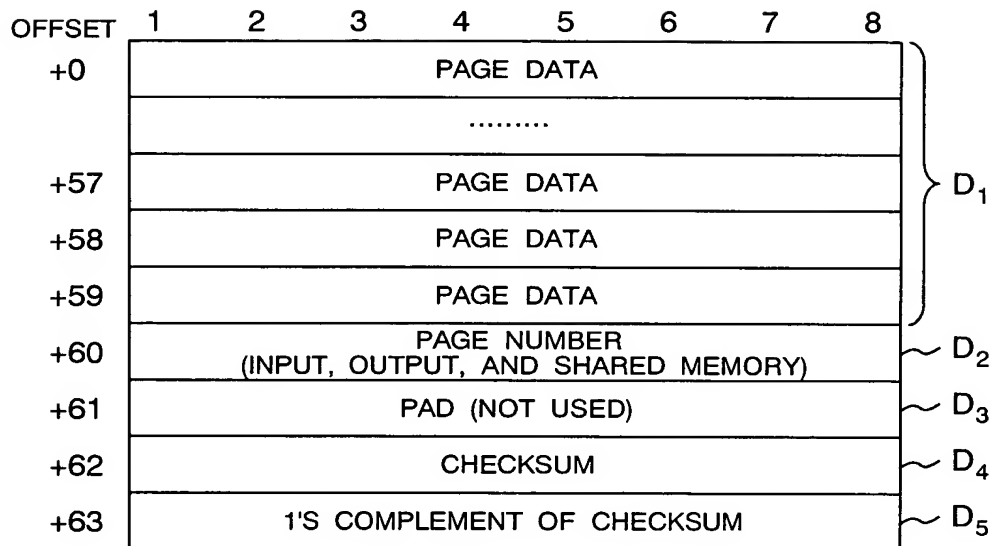 OFFSET 1 2 3 4 5 6 7 8
+0 PAGE DATA
.........
+57 PAGE DATA D1
+58 PAGE DATA
+59 PAGE DATA
+60 PAGE NUMBER
(INPUT, OUTPUT, AND SHARED MEMORY) D2
+61 PAD (NOT USED) D3
+62 CHECKSUM D4
+63 1'S COMPLEMENT OF CHECKSUM D5